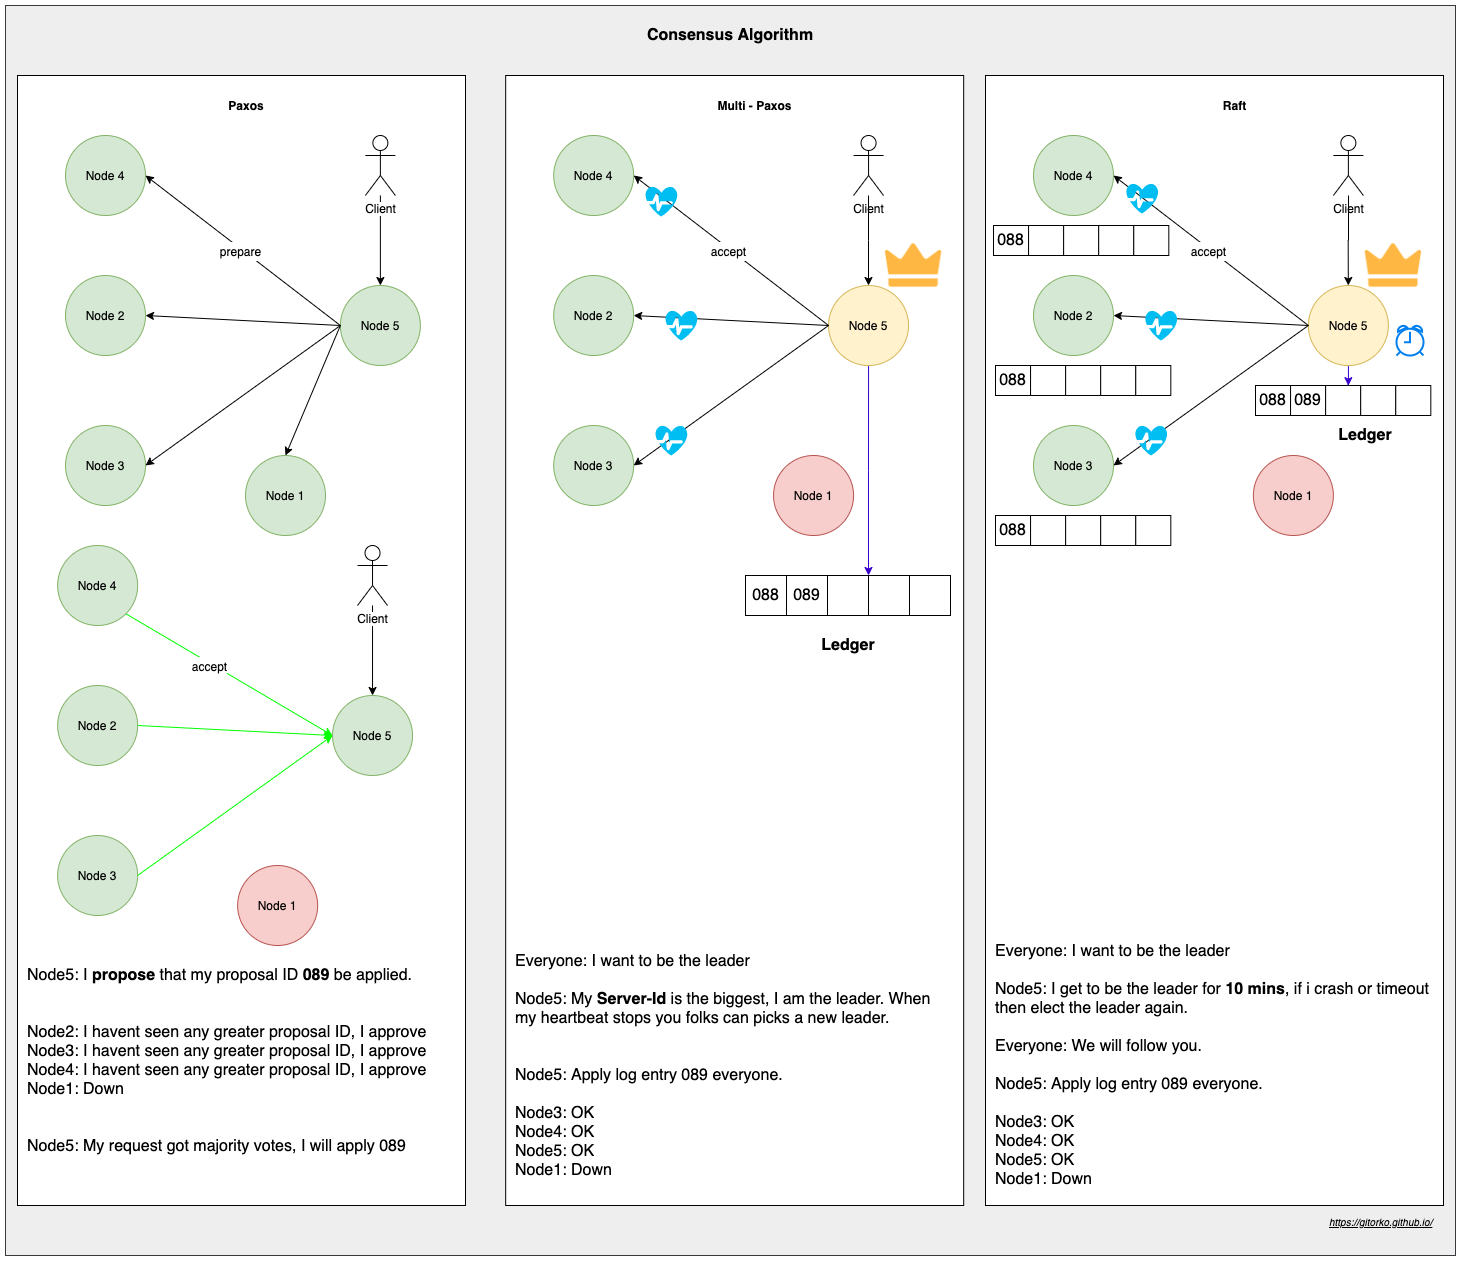 Consensus Algorithm
Paxos
Node 4
Client
prepare
Node 2
Node 5
Node 3
Node 1
Node 4
Client
accept
Node 2
Node 5
Node 3
Node 1
Node5: I propose that my proposal ID 089 be applied.
Node2: I havent seen any greater proposal ID, I approve
Node3: I havent seen any greater proposal ID, I approve
Node4: I havent seen any greater proposal ID, I approve
Node1: Down
Node5: My request got majority votes, I will apply 089
Multi - Paxos
Node 4
Client
accept
Node 2
Node 5
Node 3
Node 1
088 089
Ledger
Everyone: I want to be the leader
Node5: My Server-Id is the biggest, I am the leader. When
my heartbeat stops you folks can picks a new leader.
Node5: Apply log entry 089 everyone.
Node3: OK
Node4: OK
Node5: OK
Node1: Down
Raft
Node 4
Client
088
accept
Node 2
Node 5
088
088 089
Ledger
Node 3
Node 1
088
Everyone: I want to be the leader
Node5: I get to be the leader for 10 mins, if i crash or timeout
then elect the leader again.
Everyone: We will follow you.
Node5: Apply log entry 089 everyone.
Node3: OK
Node4: OK
Node5: OK
Node1: Down
https://gitorko.github.io/